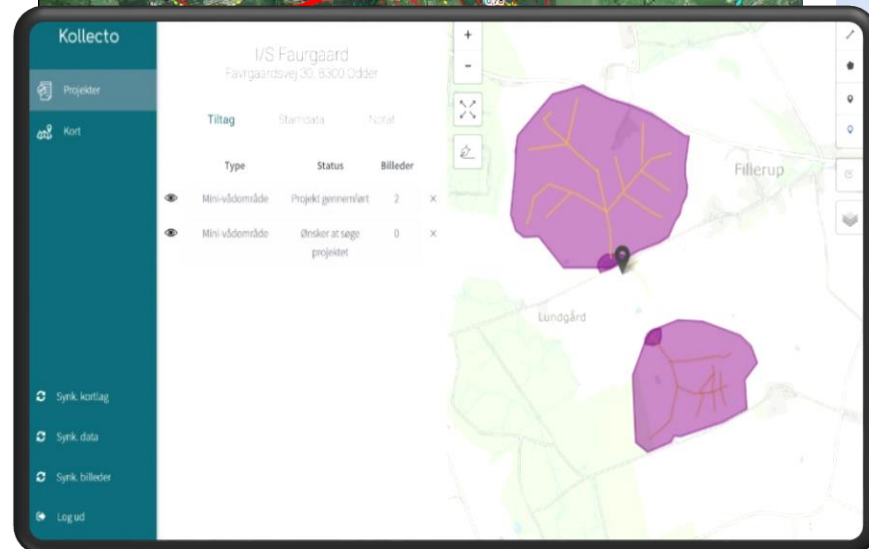 Kollecto
Projekter
Kort
Synk. kortlag
Synk. data
Synk. billeder
Log ud
I/S Faurgaard
Favrgaardsvej 30, 8300 Odder
Tiltag Stamdata Notat
Type Status Billeder
Mini-vådområde Projekt gennemført 2 ×
Mini-vådområde Ønsker at søge projektet 0 ×
+
-
Fillerup
Lundgård